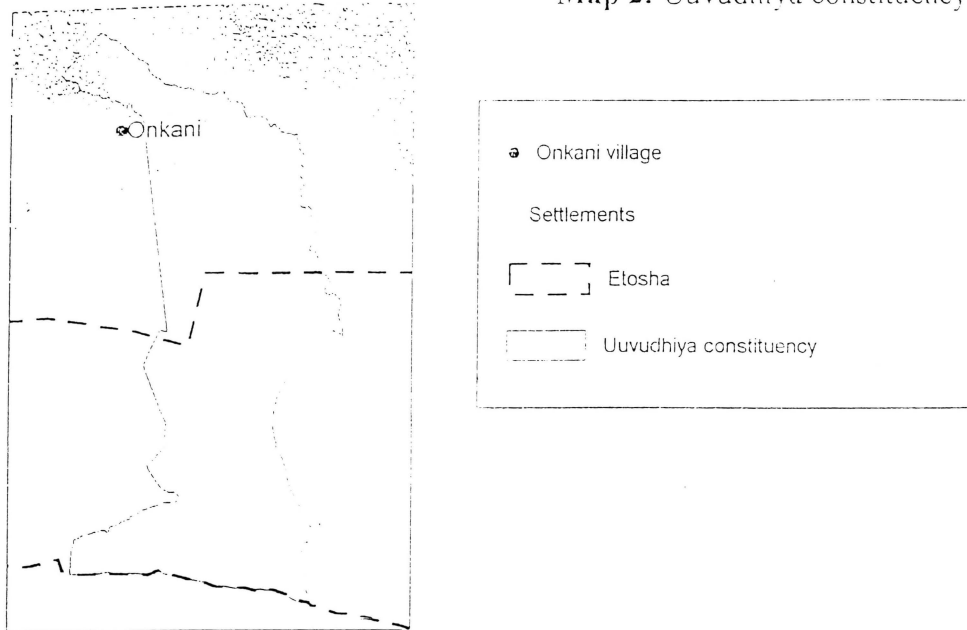 Map 2. Uuvudhiya constituency
Onkani
Onkani village
Settlements
Etosha
Uuvudhiya constituency